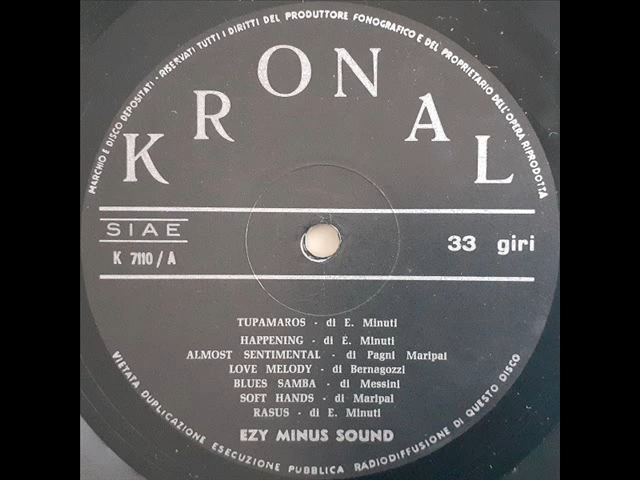 MARCHIO E DISCO DEPOSITATI - RISERVATI TUTTI I DIRITTI DEL PRODUTTORE FONOGRAFICO E DEL PROPRIETARIO DELL'OPERA RIPRODOTTA
KRONAL
SIAE
K 7110 / A
33 giri
TUPAMAROS - di E. Minuti
HAPPENING - di E. Minuti
ALMOST SENTIMENTAL - di Pagni Maripai
LOVE MELODY - di Bernagozzi
BLUES SAMBA - di Messini
SOFT HANDS - di Maripai
RASUS - di E. Minuti
EZY MINUS SOUND
VIETATA DUPLICAZIONE ESECUZIONE PUBBLICA RADIODIFFUSIONE DI QUESTO DISCO